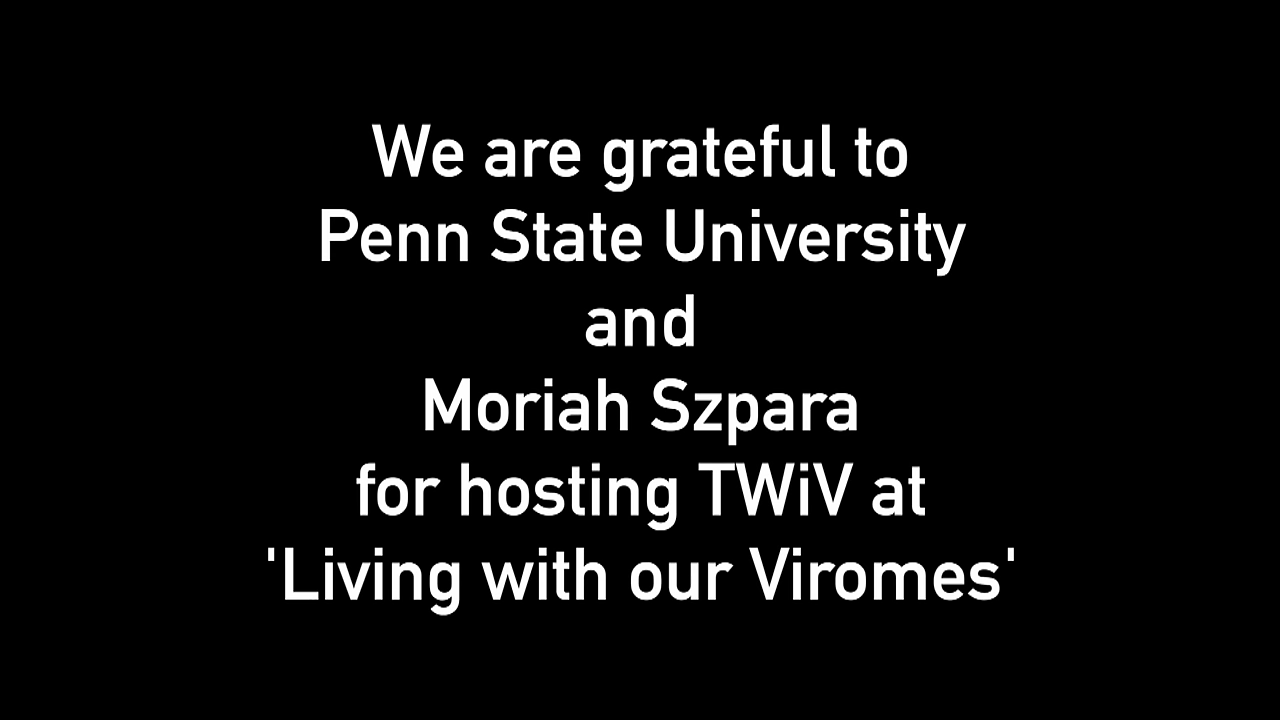 We are grateful to
Penn State University
and
Moriah Szpara
for hosting TWiV at
'Living with our Viromes'